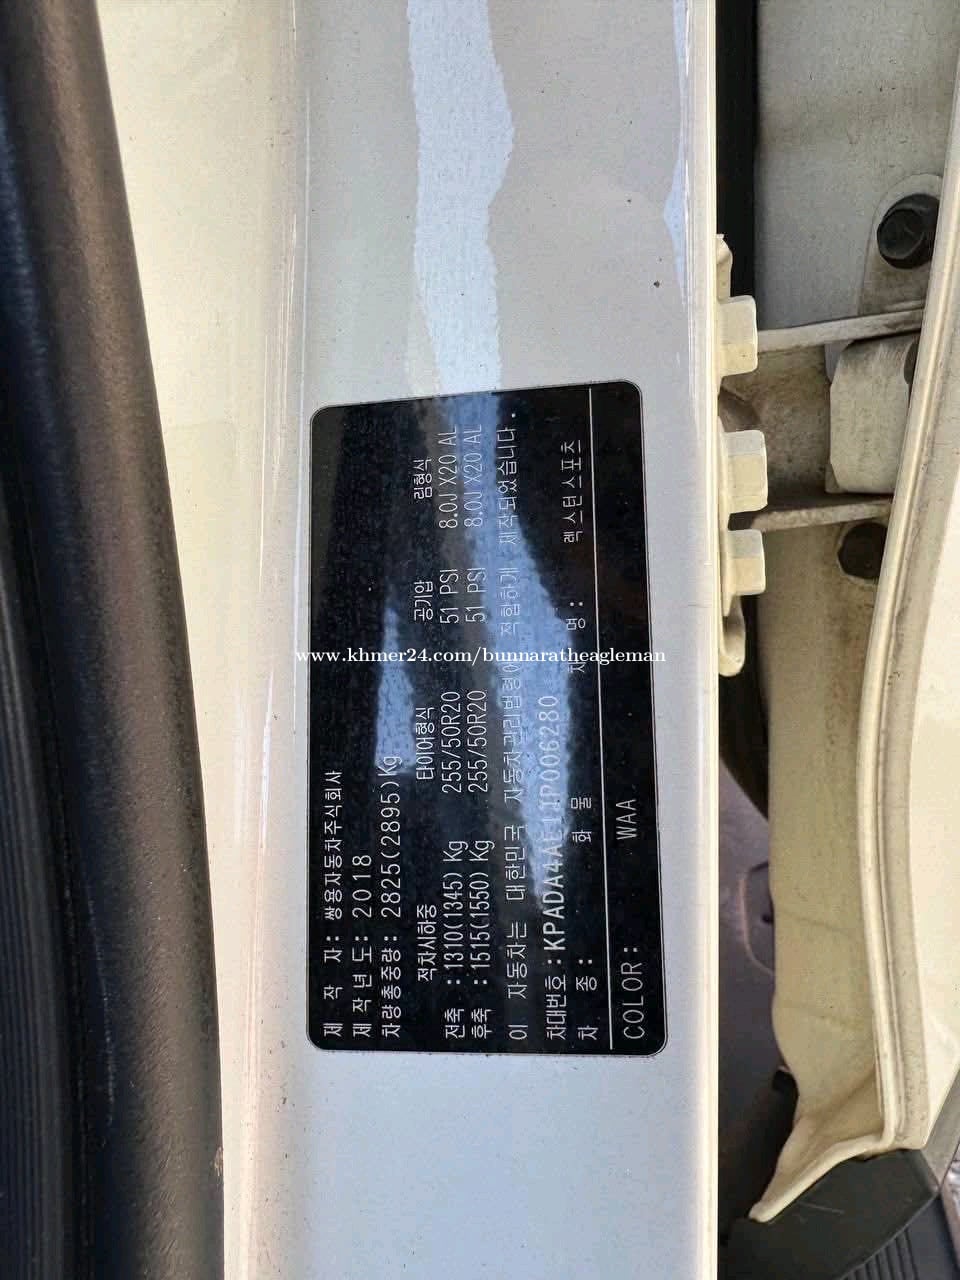 제 작 자: 쌍용자동차주식회사
제 작 년 도: 2018
차량총중량: 2825(2895)Kg
적차시하중 타이어형식 공기압 림형식
전축 :1310(1345)Kg 255/50R20 51 PSI 8.0J X20 AL
후축 :1515(1550)Kg 255/50R20 51 PSI 8.0J X20 AL
이 자동차는 대한민국 자동차관리법령에 적합하게 제작되었습니다.
차대번호:KPADA4AE1JP006280
차 종: 화 물 차 명: 렉스턴스포츠
COLOR: WAA
www.khmer24.com/bunnaratheagleman